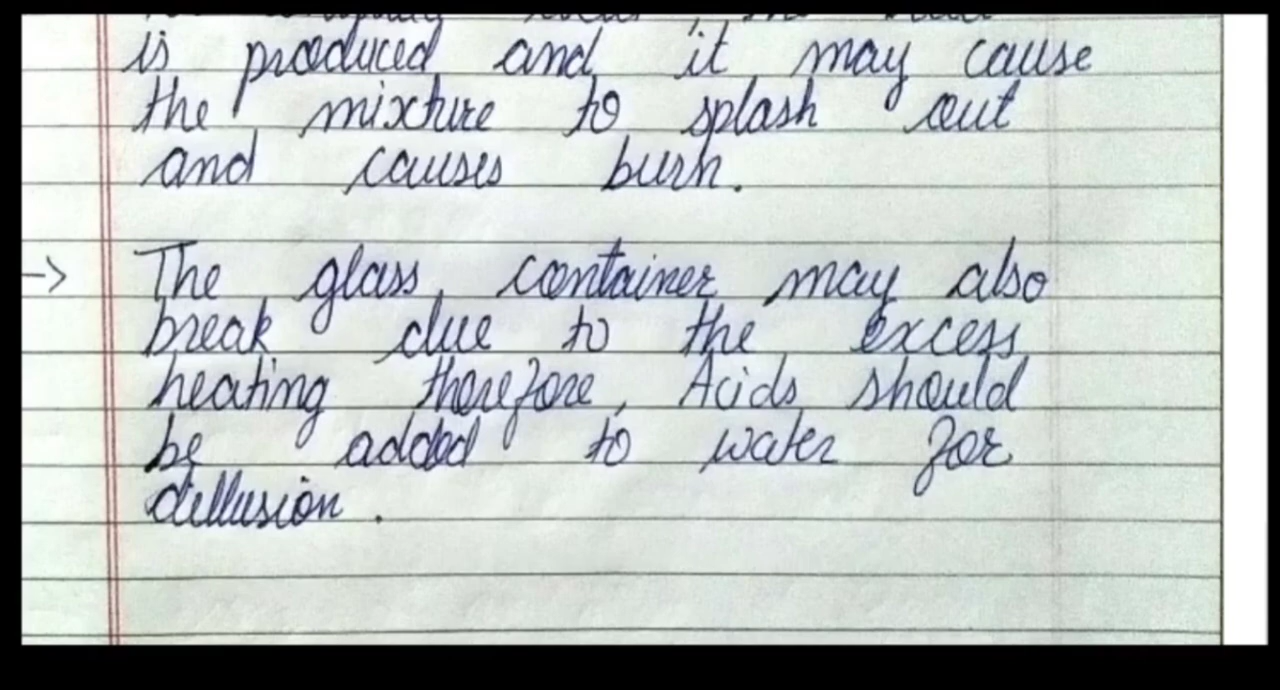 is produced and it may cause
the mixture to splash out
and causes burn.
→ The glass container may also
break due to the excess
heating therefore, Acids should
be added to water for
dillusion.